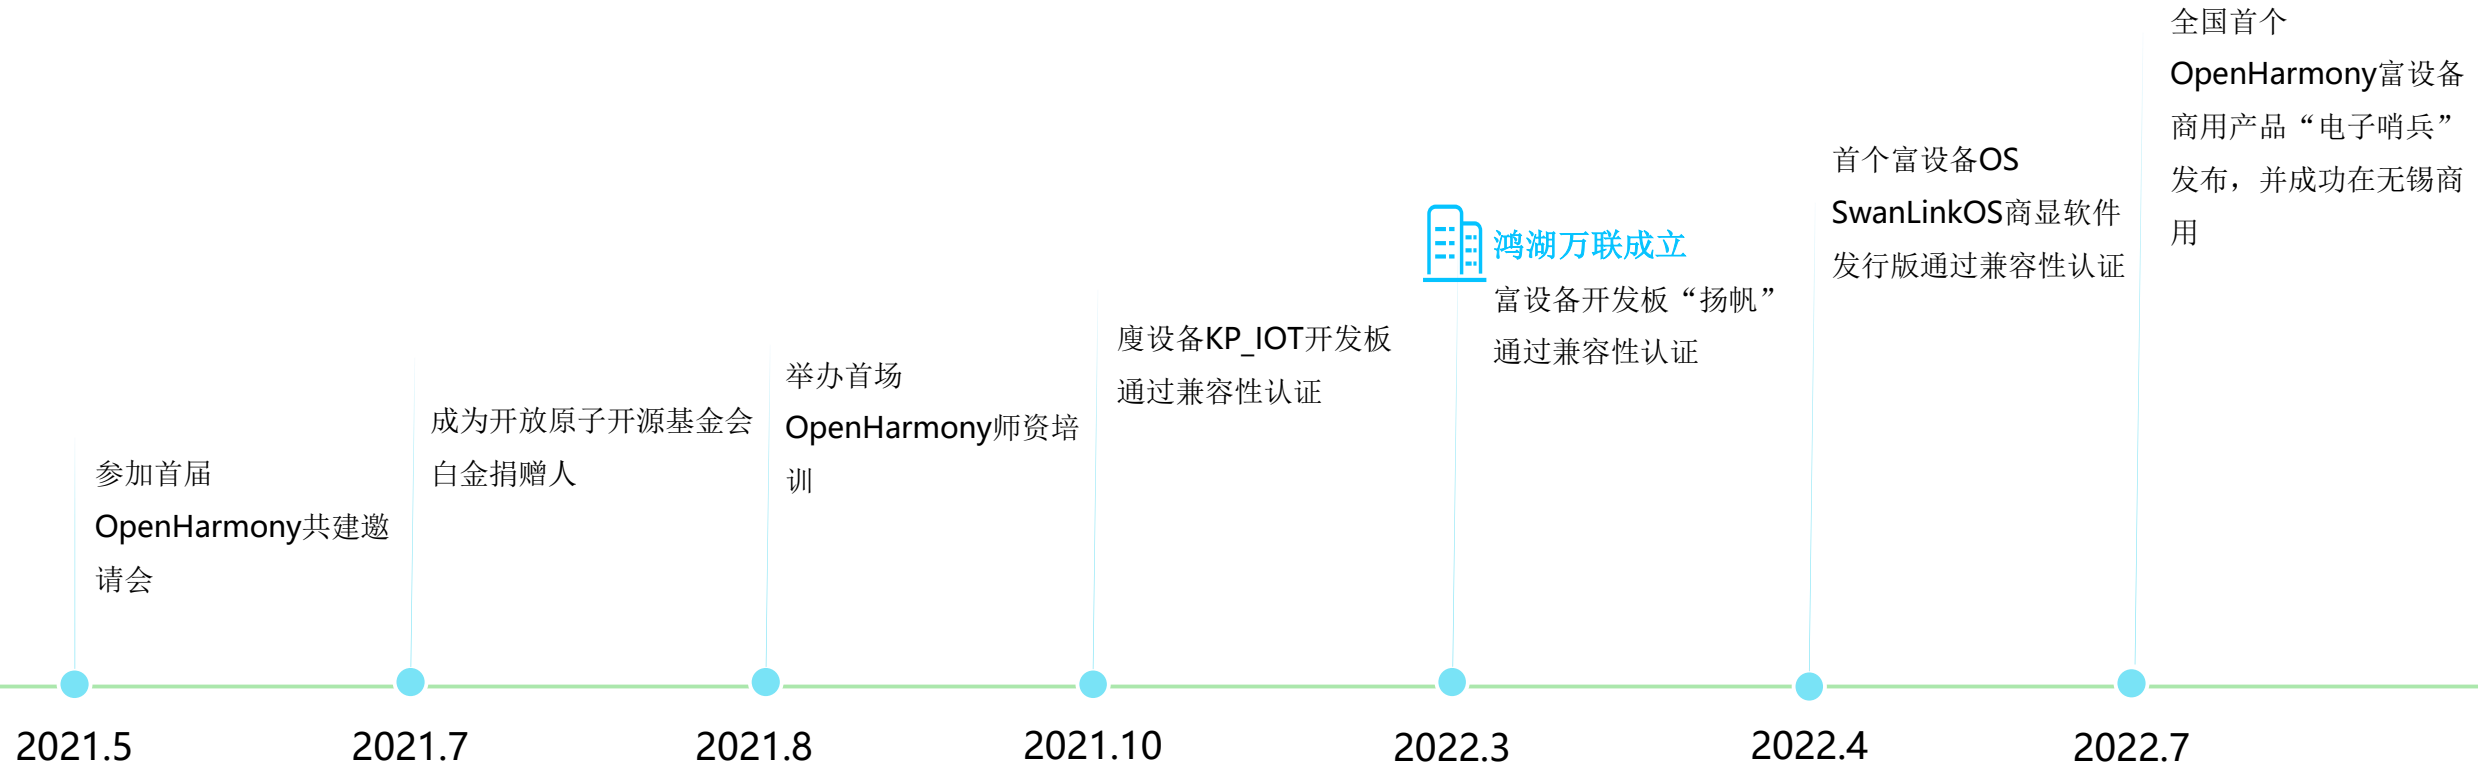 参加首届
OpenHarmony共建邀
请会
2021.5
成为开放原子开源基金会
白金捐赠人
2021.7
举办首场
OpenHarmony师资培
训
2021.8
廋设备KP_IOT开发板
通过兼容性认证
2021.10
鸿湖万联成立
富设备开发板“扬帆”
通过兼容性认证
2022.3
首个富设备OS
SwanLinkOS商显软件
发行版通过兼容性认证
2022.4
全国首个
OpenHarmony富设备
商用产品“电子哨兵”
发布，并成功在无锡商
用
2022.7